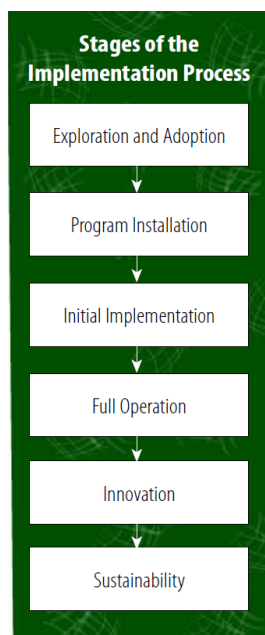 Stages of the
Implementation Process
Exploration and Adoption
Program Installation
Initial Implementation
Full Operation
Innovation
Sustainability